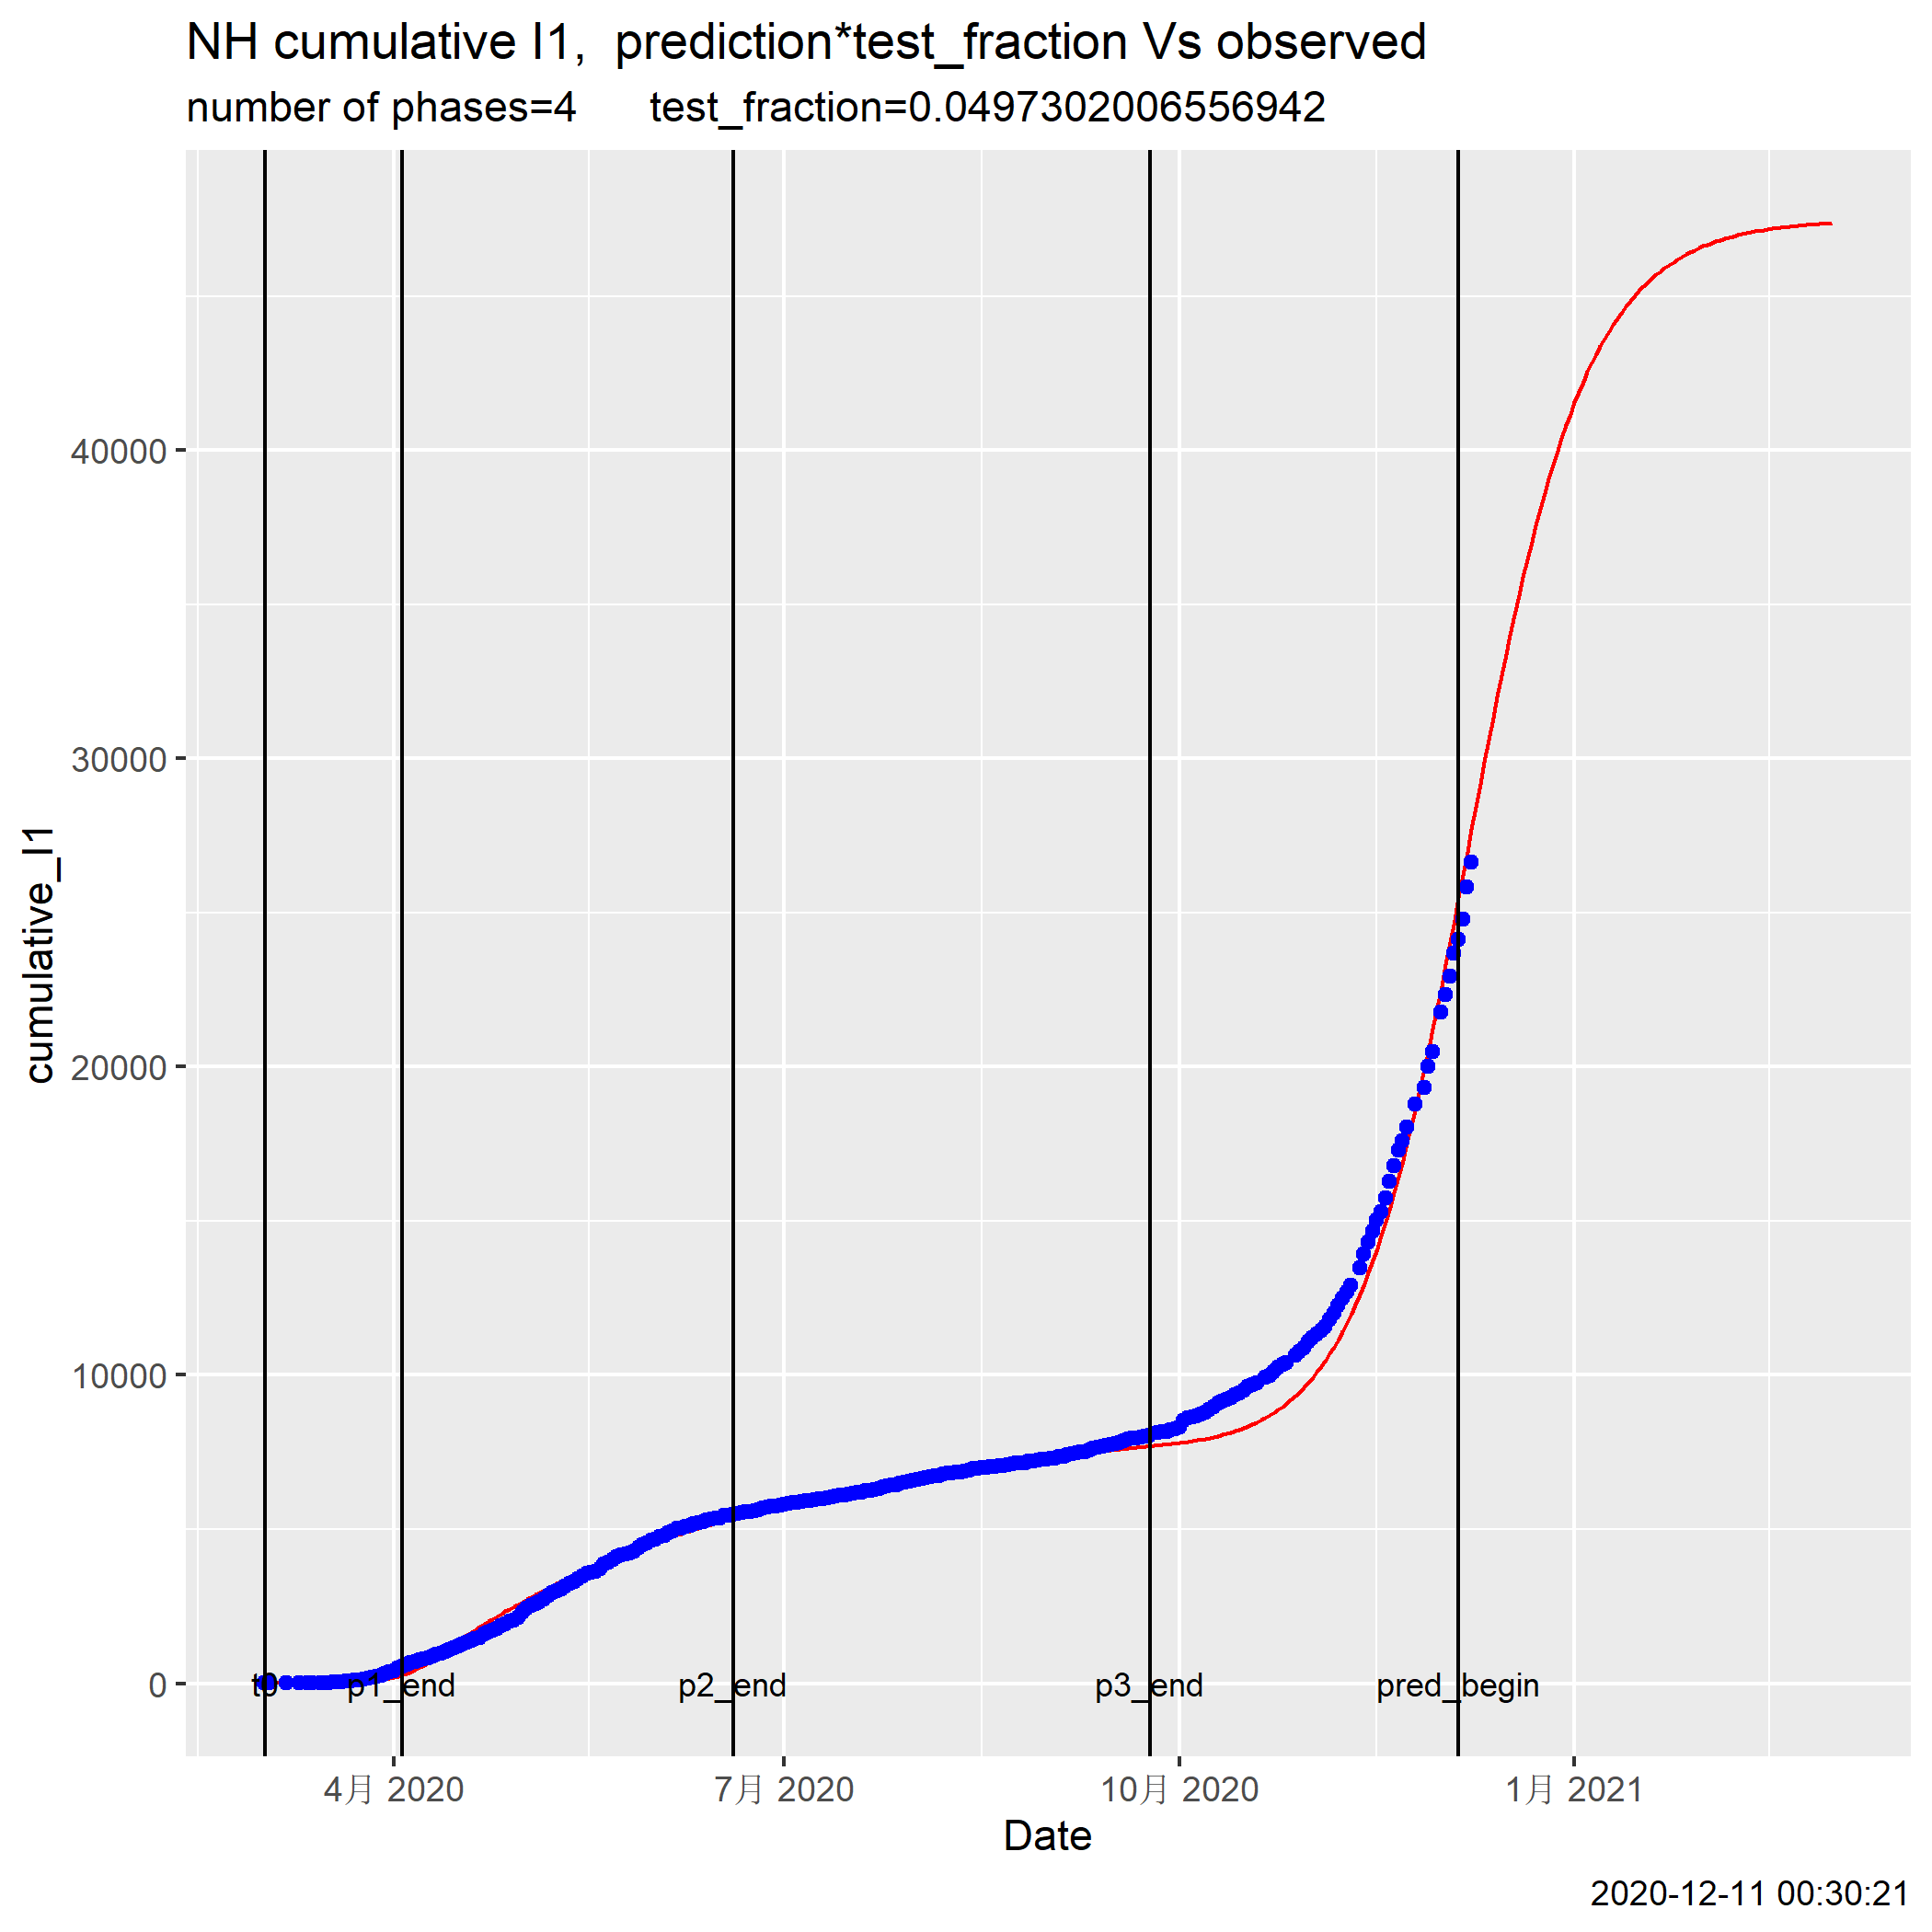 NH cumulative I1,  prediction*test_fraction Vs observed
number of phases=4      test_fraction=0.0497302006556942
cumulative_I1
40000
30000
20000
10000
0
t0
p1_end
p2_end
p3_end
pred_begin
4月 2020
7月 2020
10月 2020
1月 2021
Date
2020-12-11 00:30:21